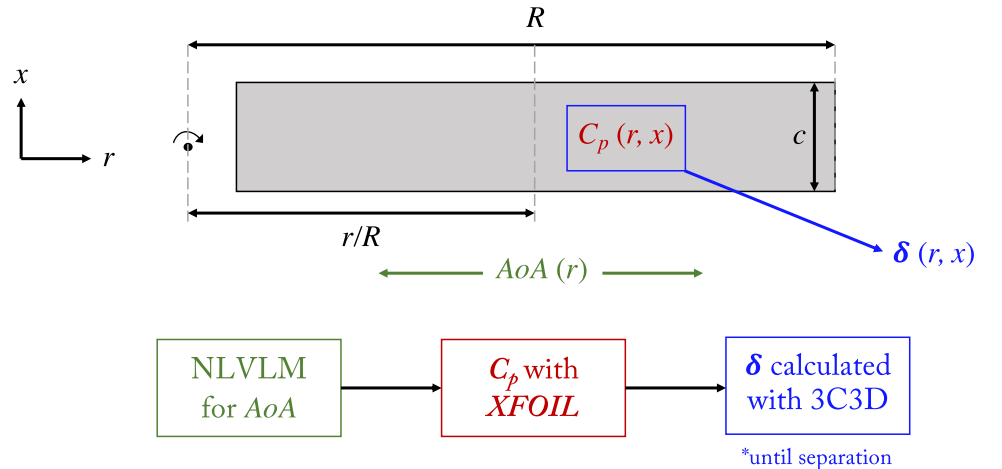 R
x
r
C_p (r, x)
c
r/R
δ (r, x)
AoA (r)
NLVLM
for AoA
C_p with
XFOIL
δ calculated
with 3C3D
*until separation